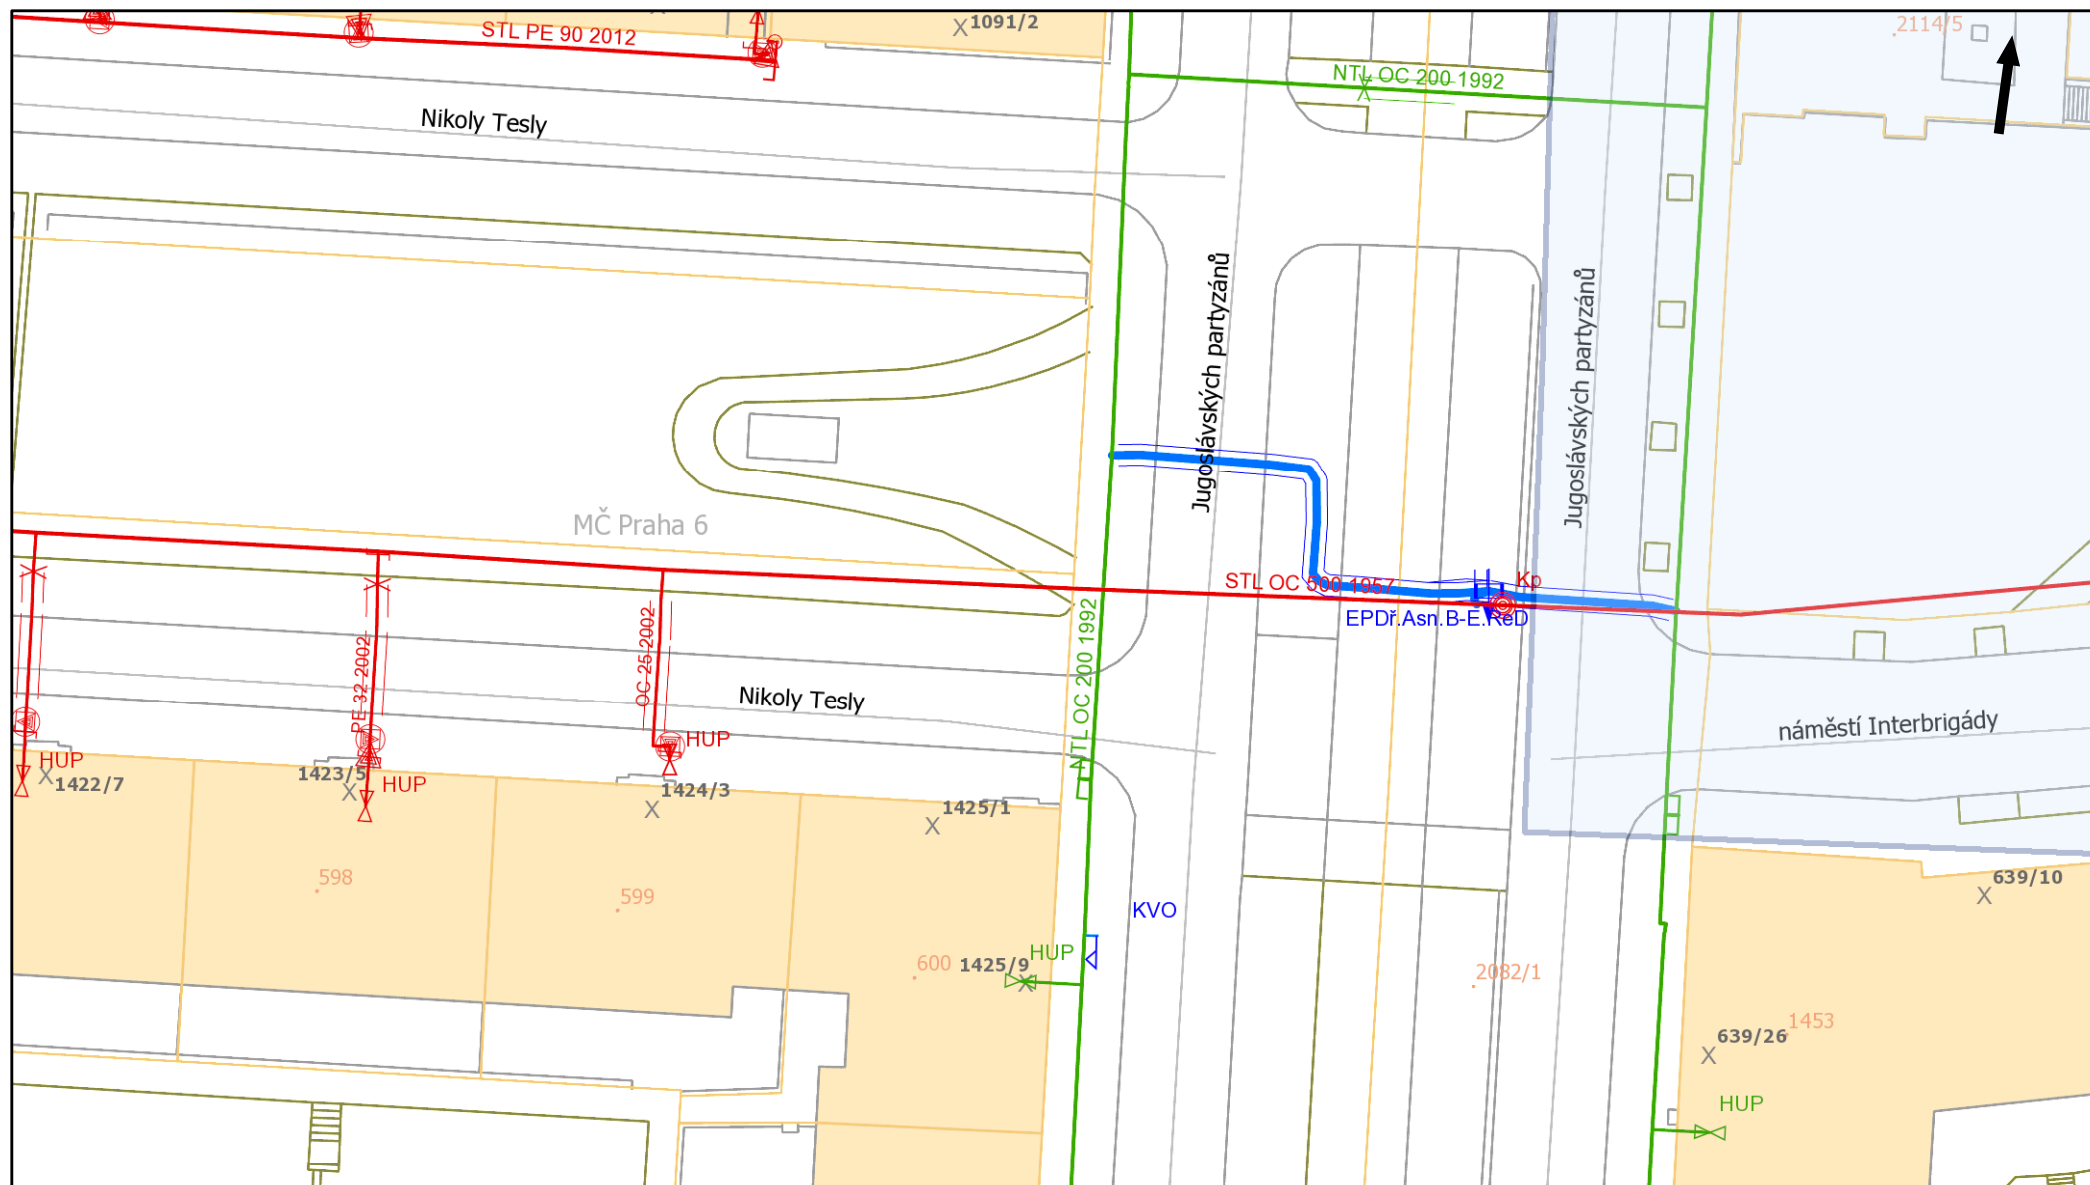 1091/2
2114/5
STL PE 90 2012
NTL OC 200 1992
Nikoly Tesly
Jugoslávských partyzánů
Jugoslávských partyzánů
MČ Praha 6
STL OC 500 1957
Kp
EPDř.Asn.B-E.ReD
NTL OC 200 1992
OC 25 2002
PE 32 2002
Nikoly Tesly
náměstí Interbrigády
HUP
HUP
1422/7
1423/5
HUP
1424/3
1425/1
598
599
639/10
KVO
HUP
600
1425/9
2082/1
1453
639/26
HUP